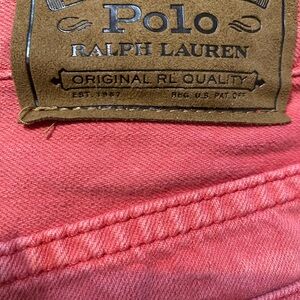 Polo
RALPH LAUREN
ORIGINAL RL QUALITY
EST. 1967 REG. U.S. PAT. OFF